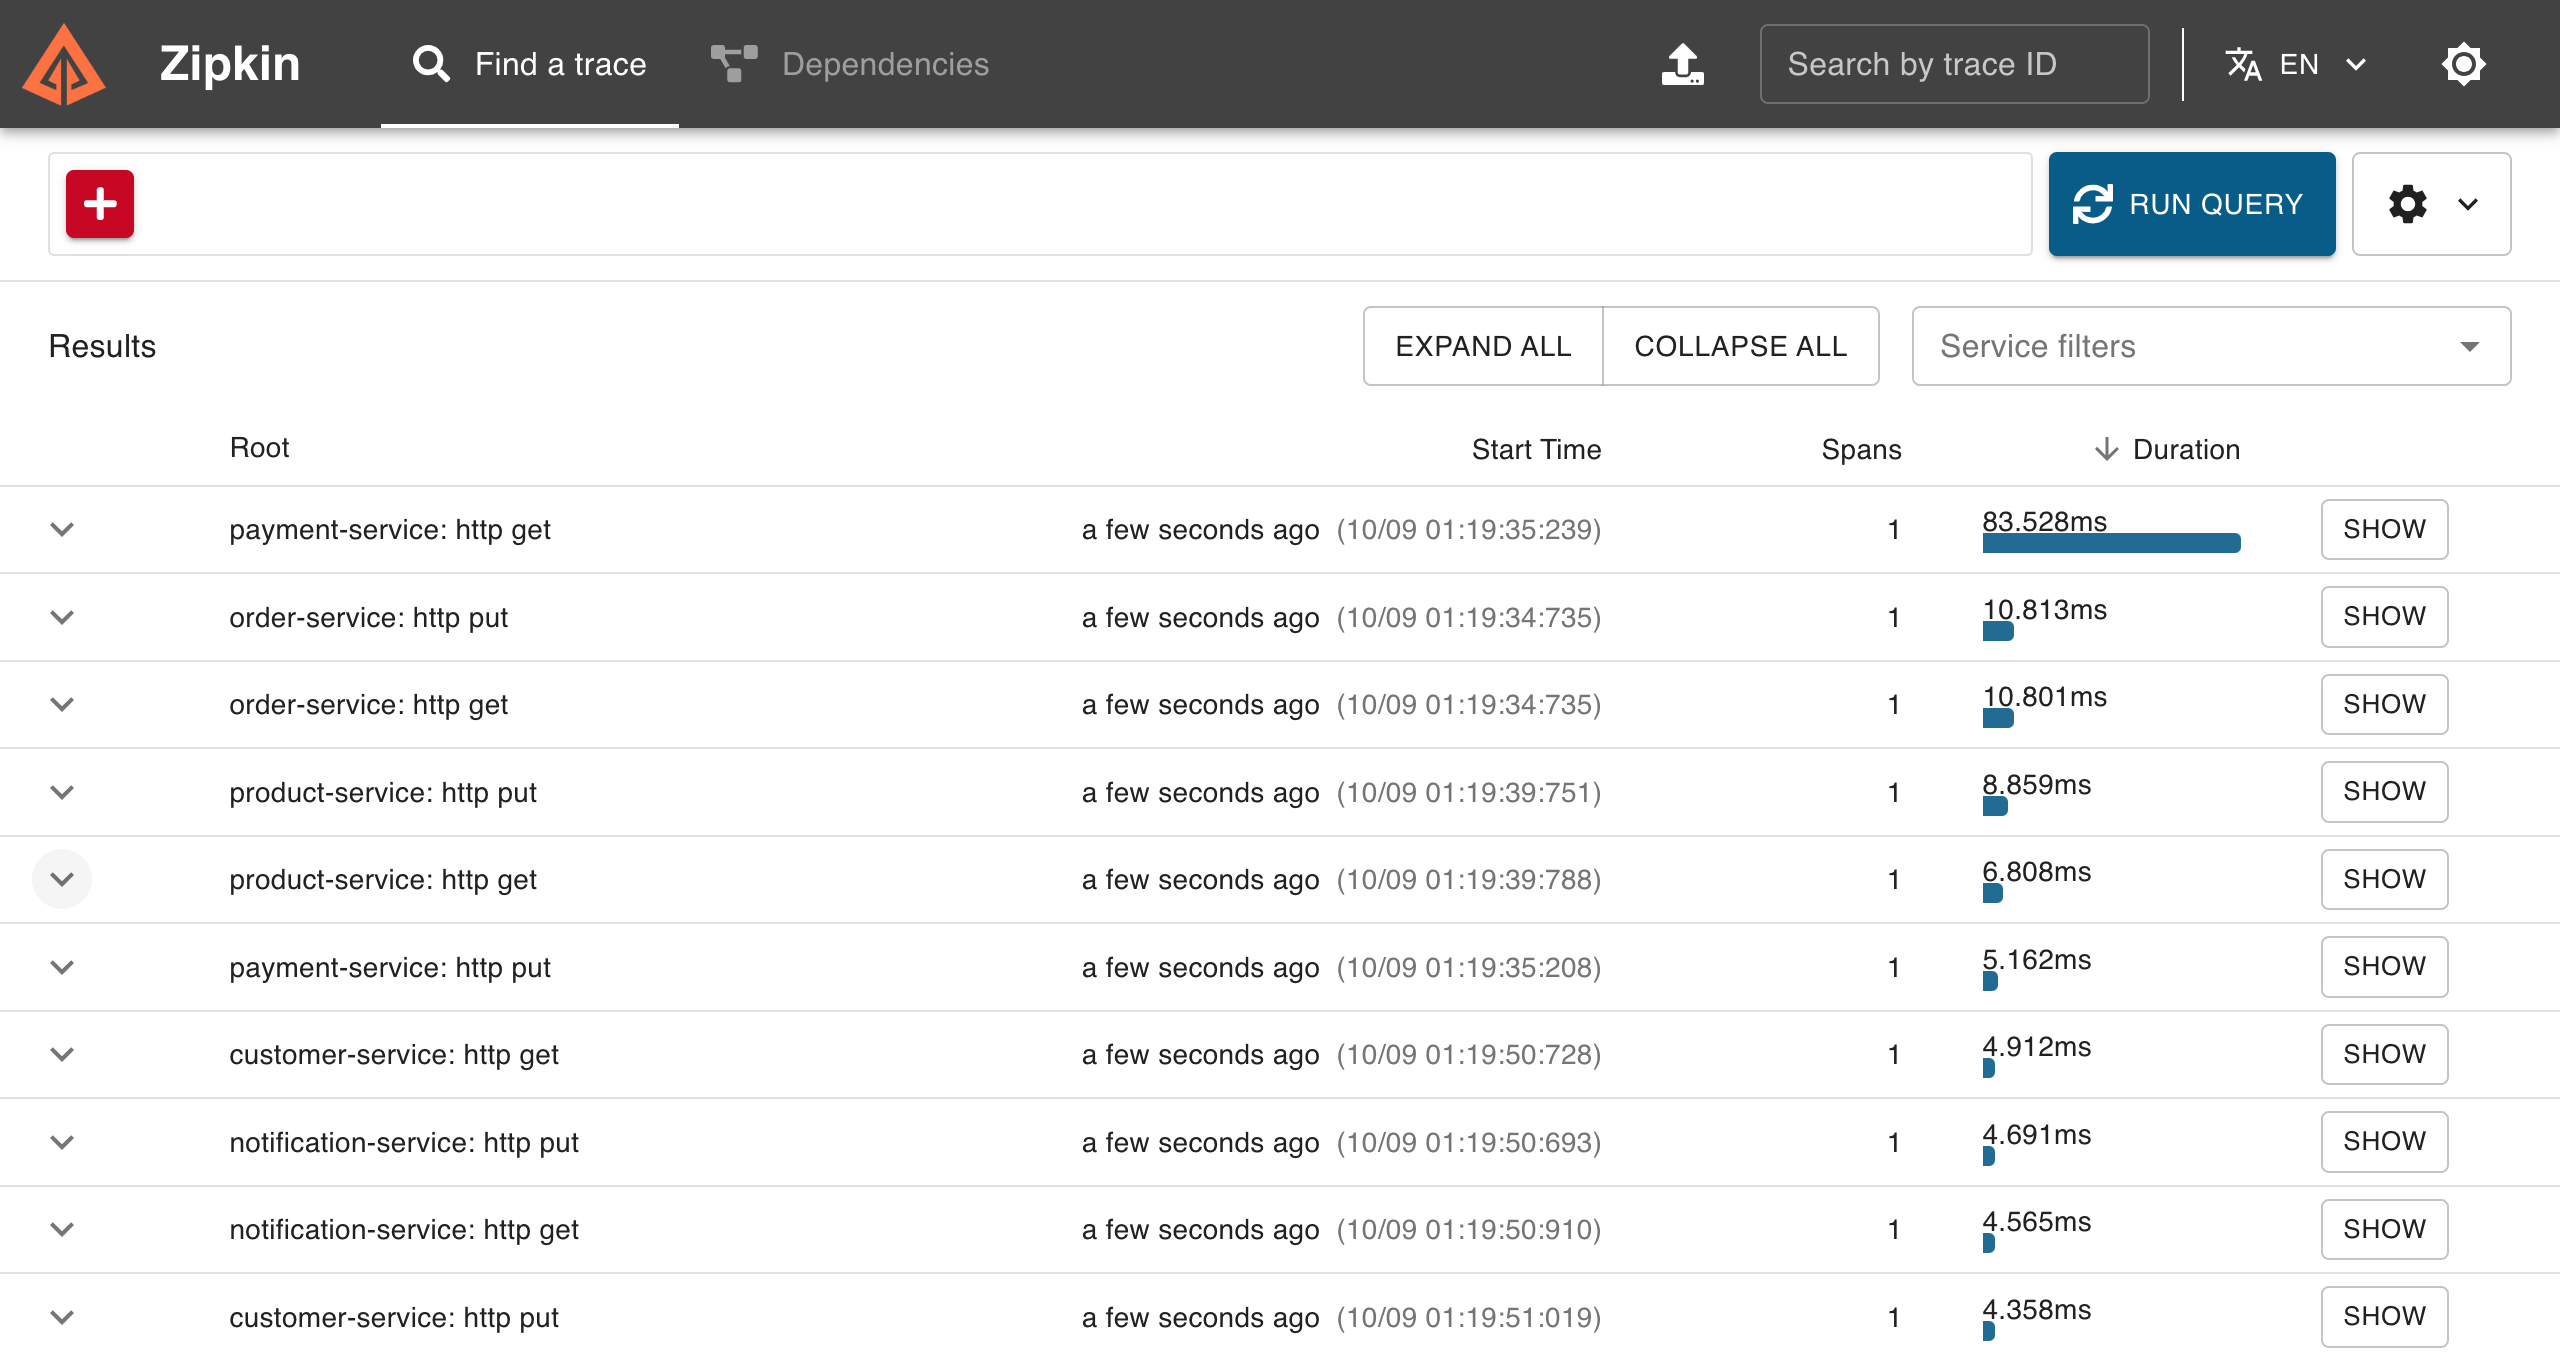 Zipkin Find a trace Dependencies Search by trace ID EN
RUN QUERY
Results EXPAND ALL COLLAPSE ALL Service filters
Root Start Time Spans Duration
payment-service: http get a few seconds ago (10/09 01:19:35:239) 1 83.528ms SHOW
order-service: http put a few seconds ago (10/09 01:19:34:735) 1 10.813ms SHOW
order-service: http get a few seconds ago (10/09 01:19:34:735) 1 10.801ms SHOW
product-service: http put a few seconds ago (10/09 01:19:39:751) 1 8.859ms SHOW
product-service: http get a few seconds ago (10/09 01:19:39:788) 1 6.808ms SHOW
payment-service: http put a few seconds ago (10/09 01:19:35:208) 1 5.162ms SHOW
customer-service: http get a few seconds ago (10/09 01:19:50:728) 1 4.912ms SHOW
notification-service: http put a few seconds ago (10/09 01:19:50:693) 1 4.691ms SHOW
notification-service: http get a few seconds ago (10/09 01:19:50:910) 1 4.565ms SHOW
customer-service: http put a few seconds ago (10/09 01:19:51:019) 1 4.358ms SHOW